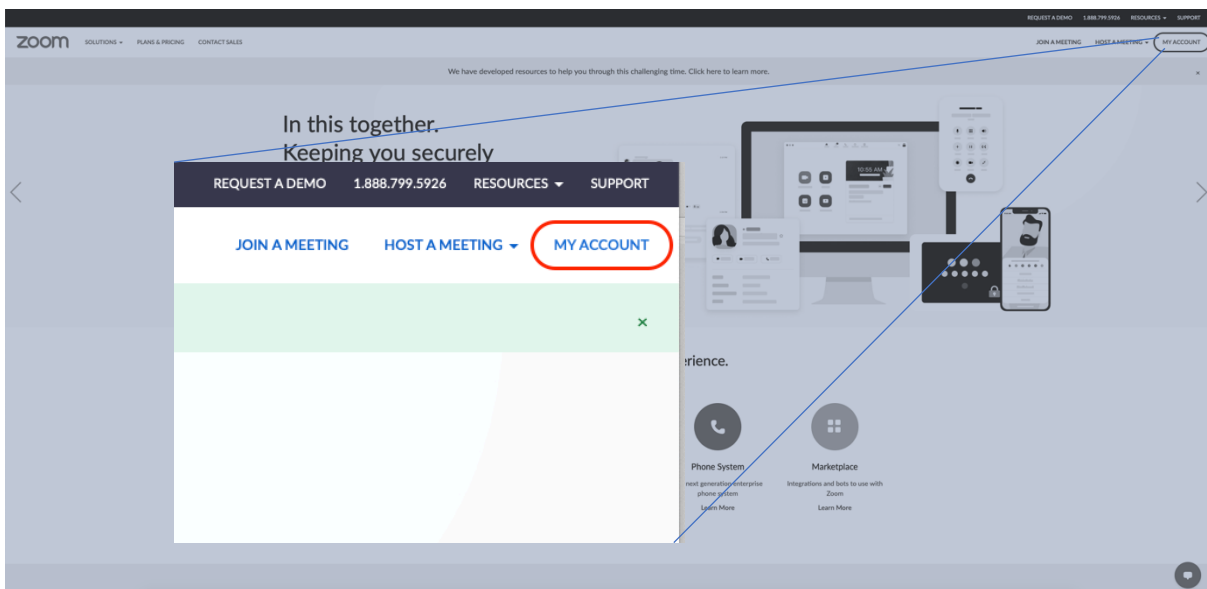 REQUEST A DEMO 1.888.799.5926 RESOURCES SUPPORT
zoom SOLUTIONS PLANS & PRICING CONTACT SALES JOIN A MEETING HOST A MEETING MY ACCOUNT
We have developed resources to help you through this challenging time. Click here to learn more.
In this together.
Keeping you securely
10:55 AM
REQUEST A DEMO 1.888.799.5926 RESOURCES SUPPORT
JOIN A MEETING HOST A MEETING MY ACCOUNT
erience.
Phone System
next generation enterprise
phone system
Learn More
Marketplace
Integrations and bots to use with
Zoom
Learn More